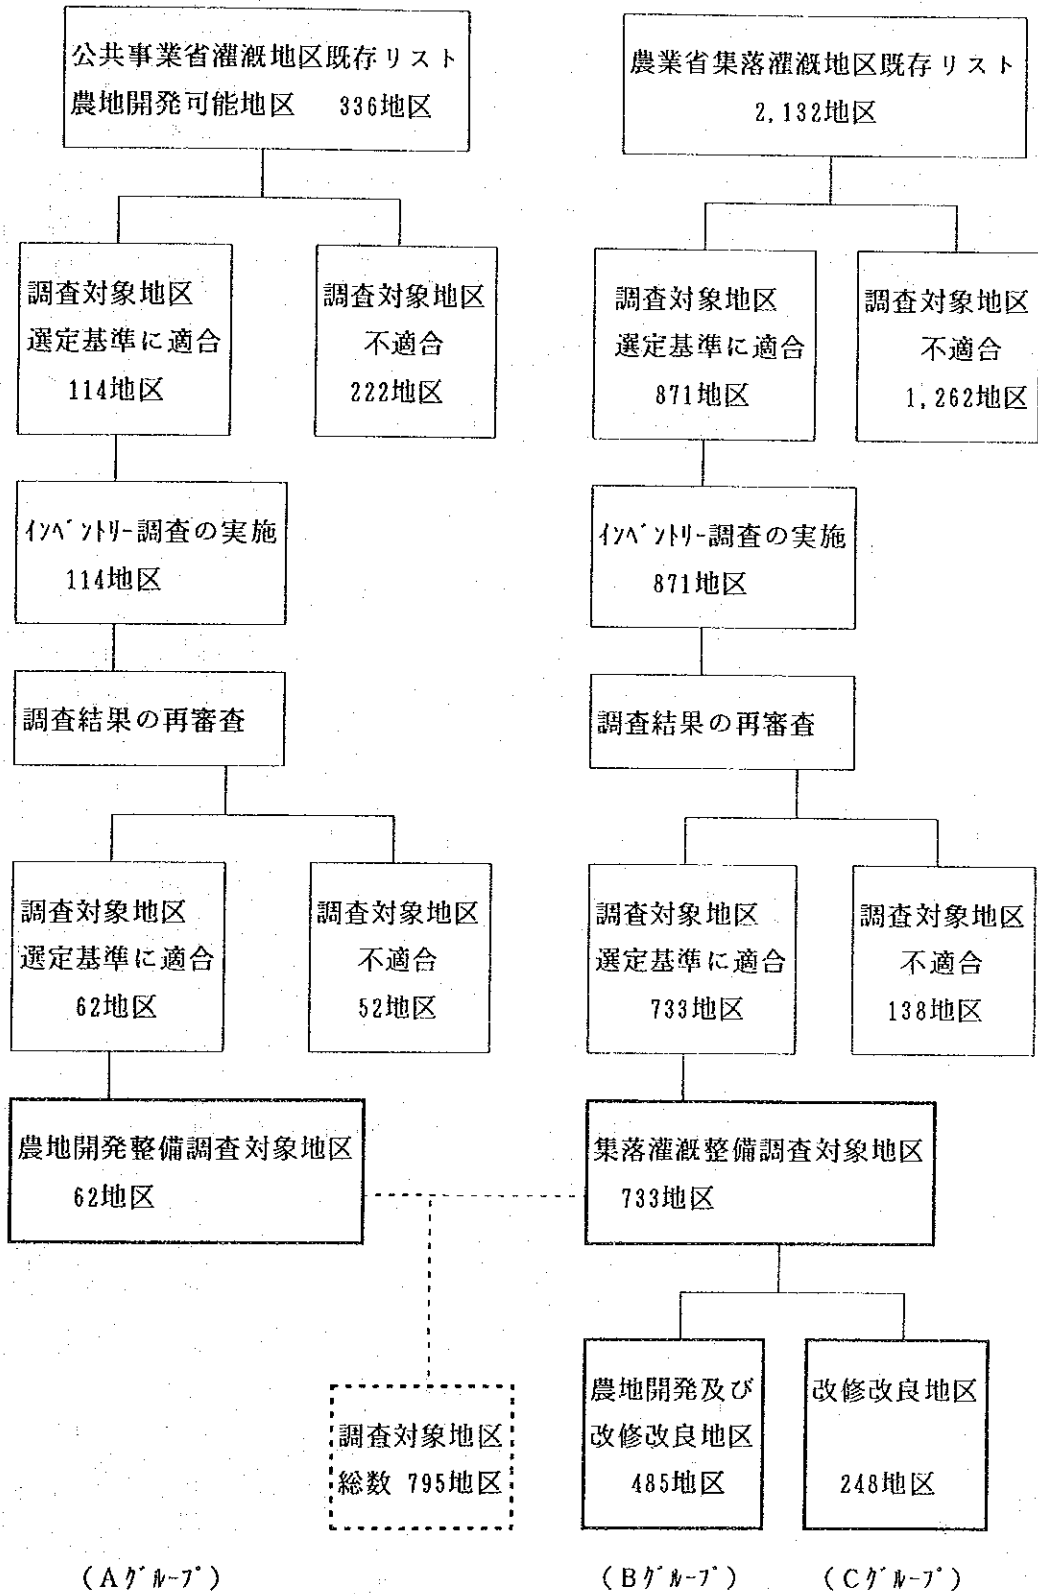 公共事業省灌漑地区既存リスト
農地開発可能地区 336地区
農業省集落灌漑地区既存リスト
2,132地区
調査対象地区
選定基準に適合
114地区
調査対象地区
不適合
222地区
調査対象地区
選定基準に適合
871地区
調査対象地区
不適合
1,262地区
インベントリー調査の実施
114地区
インベントリー調査の実施
871地区
調査結果の再審査
調査結果の再審査
調査対象地区
選定基準に適合
62地区
調査対象地区
不適合
52地区
調査対象地区
選定基準に適合
733地区
調査対象地区
不適合
138地区
農地開発整備調査対象地区
62地区
集落灌漑整備調査対象地区
733地区
調査対象地区
総数 795地区
農地開発及び
改修改良地区
485地区
改修改良地区
248地区
(Aグループ)
(Bグループ)
(Cグループ)